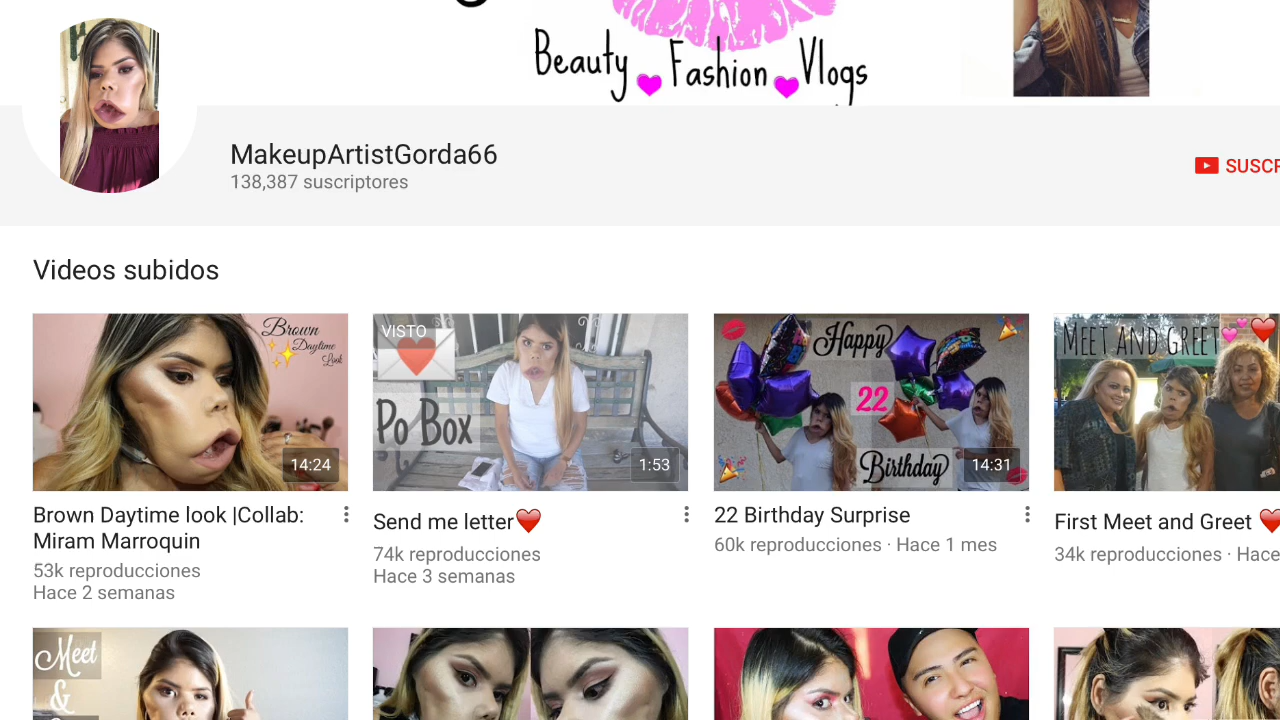 Beauty Fashion Vlogs
MakeupArtistGorda66
138,387 suscriptores
SUSCR
Videos subidos
Brown
Daytime
Look
14:24
VISTO
Po Box
1:53
Happy
22
Birthday
14:31
MEET AND GREET
Brown Daytime look |Collab:
Miram Marroquin
53k reproducciones
Hace 2 semanas
Send me letter❤️
74k reproducciones
Hace 3 semanas
22 Birthday Surprise
60k reproducciones · Hace 1 mes
First Meet and Greet ❤️
34k reproducciones · Hace
Meet
&